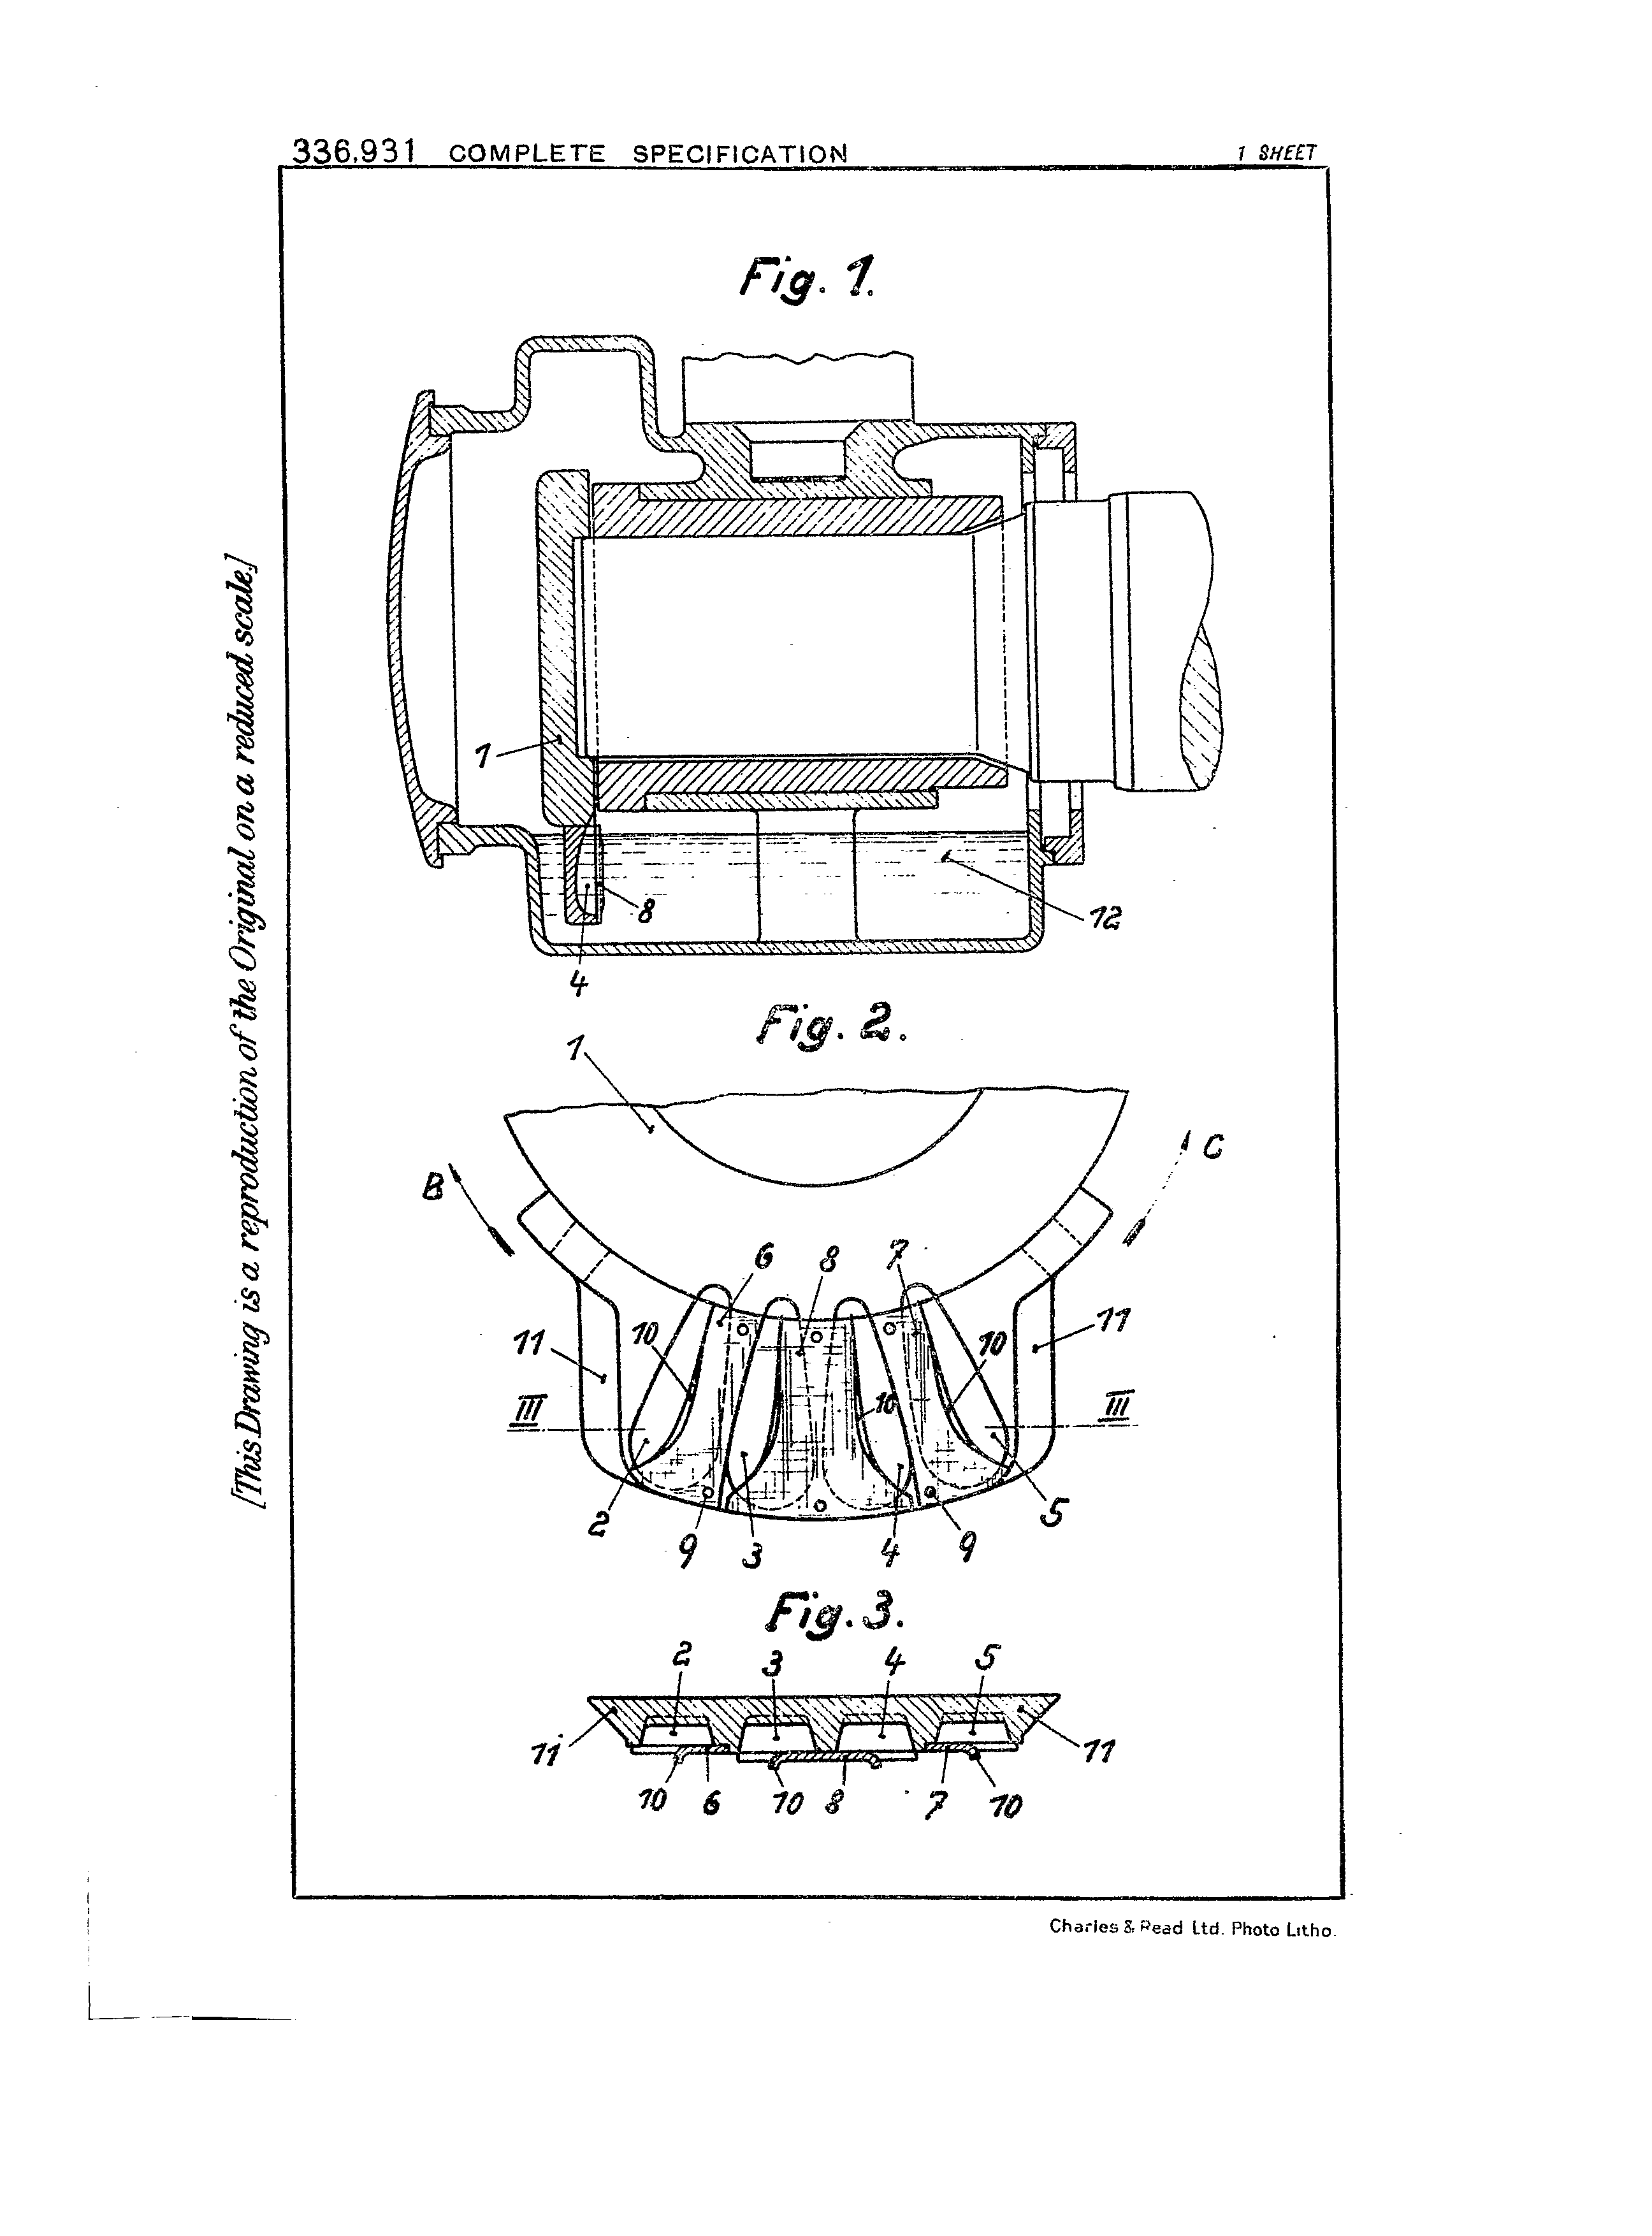 336,931 COMPLETE SPECIFICATION 1 SHEET
[This Drawing is a reproduction of the Original on a reduced scale.]
Fig. 1.
1
8
12
4
Fig. 2.
1
B
C
6 8 7
11 10 10 11
10
III III
2 5
9 3 4 9
Fig. 3.
2 3 4 5
11 11
10 6 10 8 7 10
Charles & Read Ltd. Photo Litho.